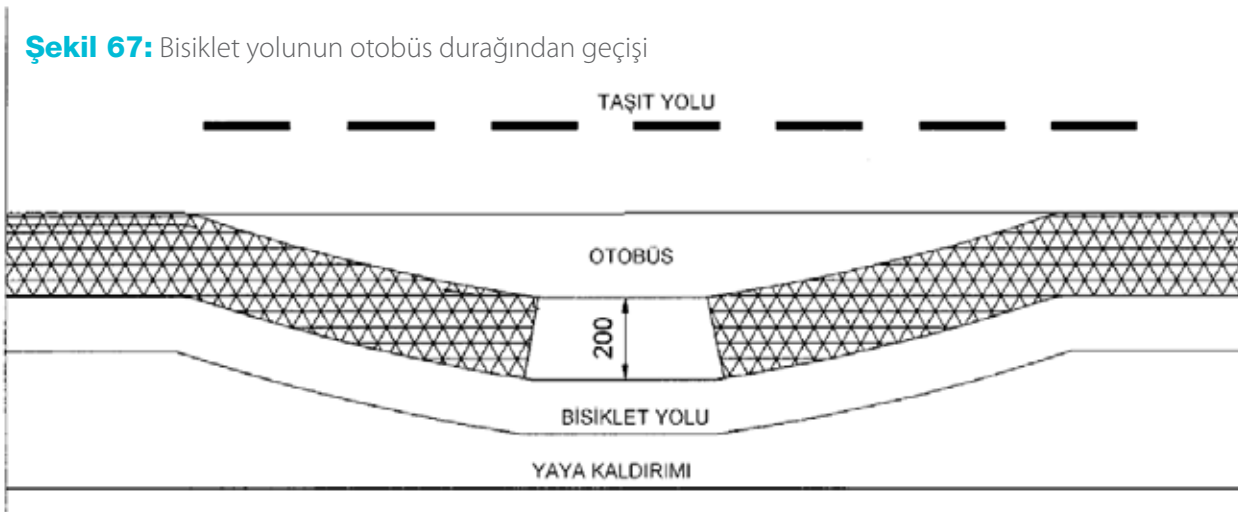 Şekil 67: Bisiklet yolunun otobüs durağından geçişi
TAŞIT YOLU
OTOBÜS
200
BİSİKLET YOLU
YAYA KALDIRIMI